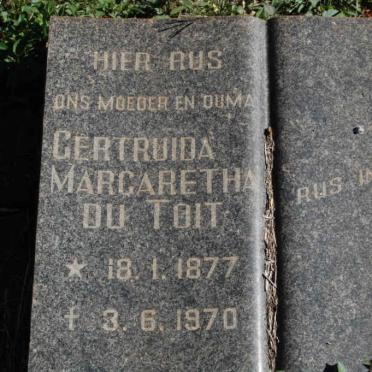 HIER RUS
ONS MOEDER EN OUMA
GERTRUIDA
MARGARETHA
DU TOIT
★ 18. 1. 1877
† 3. 6. 1970
RUS IN